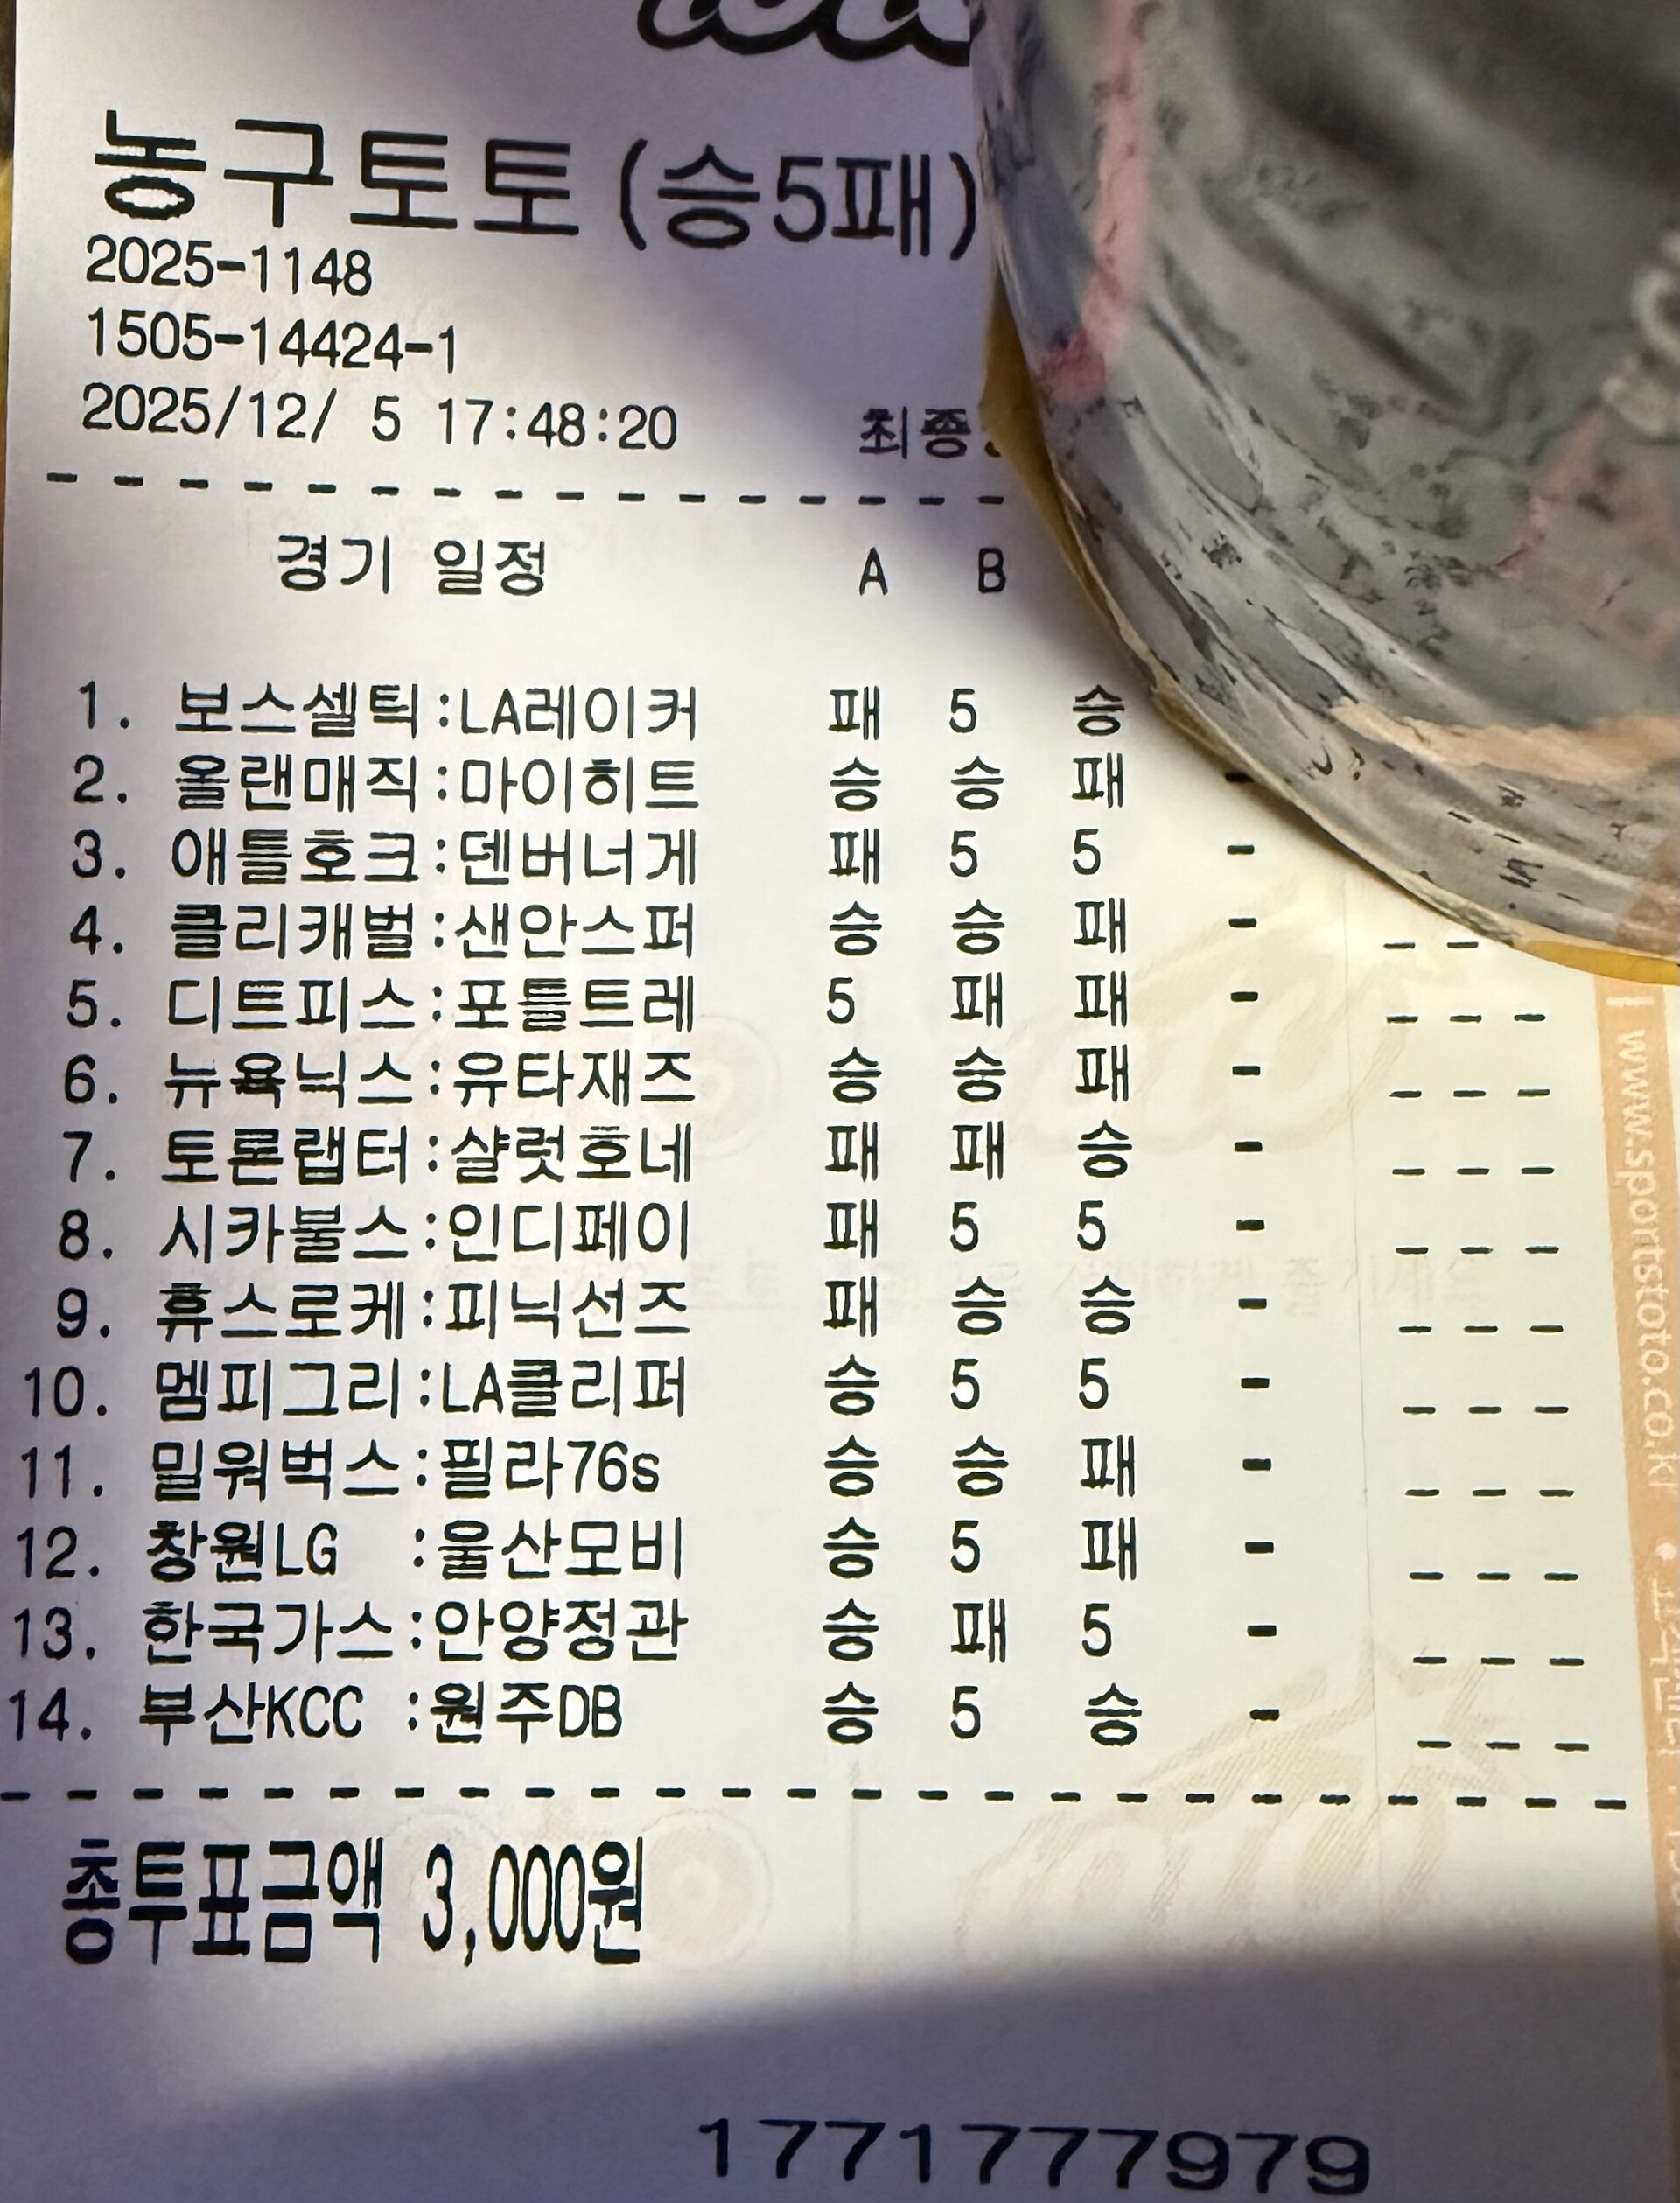 농구토토(승5패)
2025-1148
1505-14424-1
2025/12/ 5 17:48:20 최종
경기 일정 A B
1. 보스셀틱:LA레이커 패 5 승
2. 올랜매직:마이히트 승 승 패 -
3. 애틀호크:덴버너게 패 5 5 -
4. 클리캐벌:샌안스퍼 승 승 패 - _ _
5. 디트피스:포틀트레 5 패 패 - _ _ _
6. 뉴욕닉스:유타재즈 승 승 패 - _ _ _
7. 토론랩터:샬럿호네 패 패 승 - _ _ _
8. 시카불스:인디페이 패 5 5 - _ _ _
9. 휴스로케:피닉선즈 패 승 승 - _ _ _
10. 멤피그리:LA클리퍼 승 5 5 - _ _ _
11. 밀워벅스:필라76s 승 승 패 - _ _ _
12. 창원LG :울산모비 승 5 패 - _ _ _
13. 한국가스:안양정관 승 패 5 - _ _ _
14. 부산KCC :원주DB 승 5 승 - _ _ _
총투표금액 3,000원
1771777979
www.sportstoto.co.kr